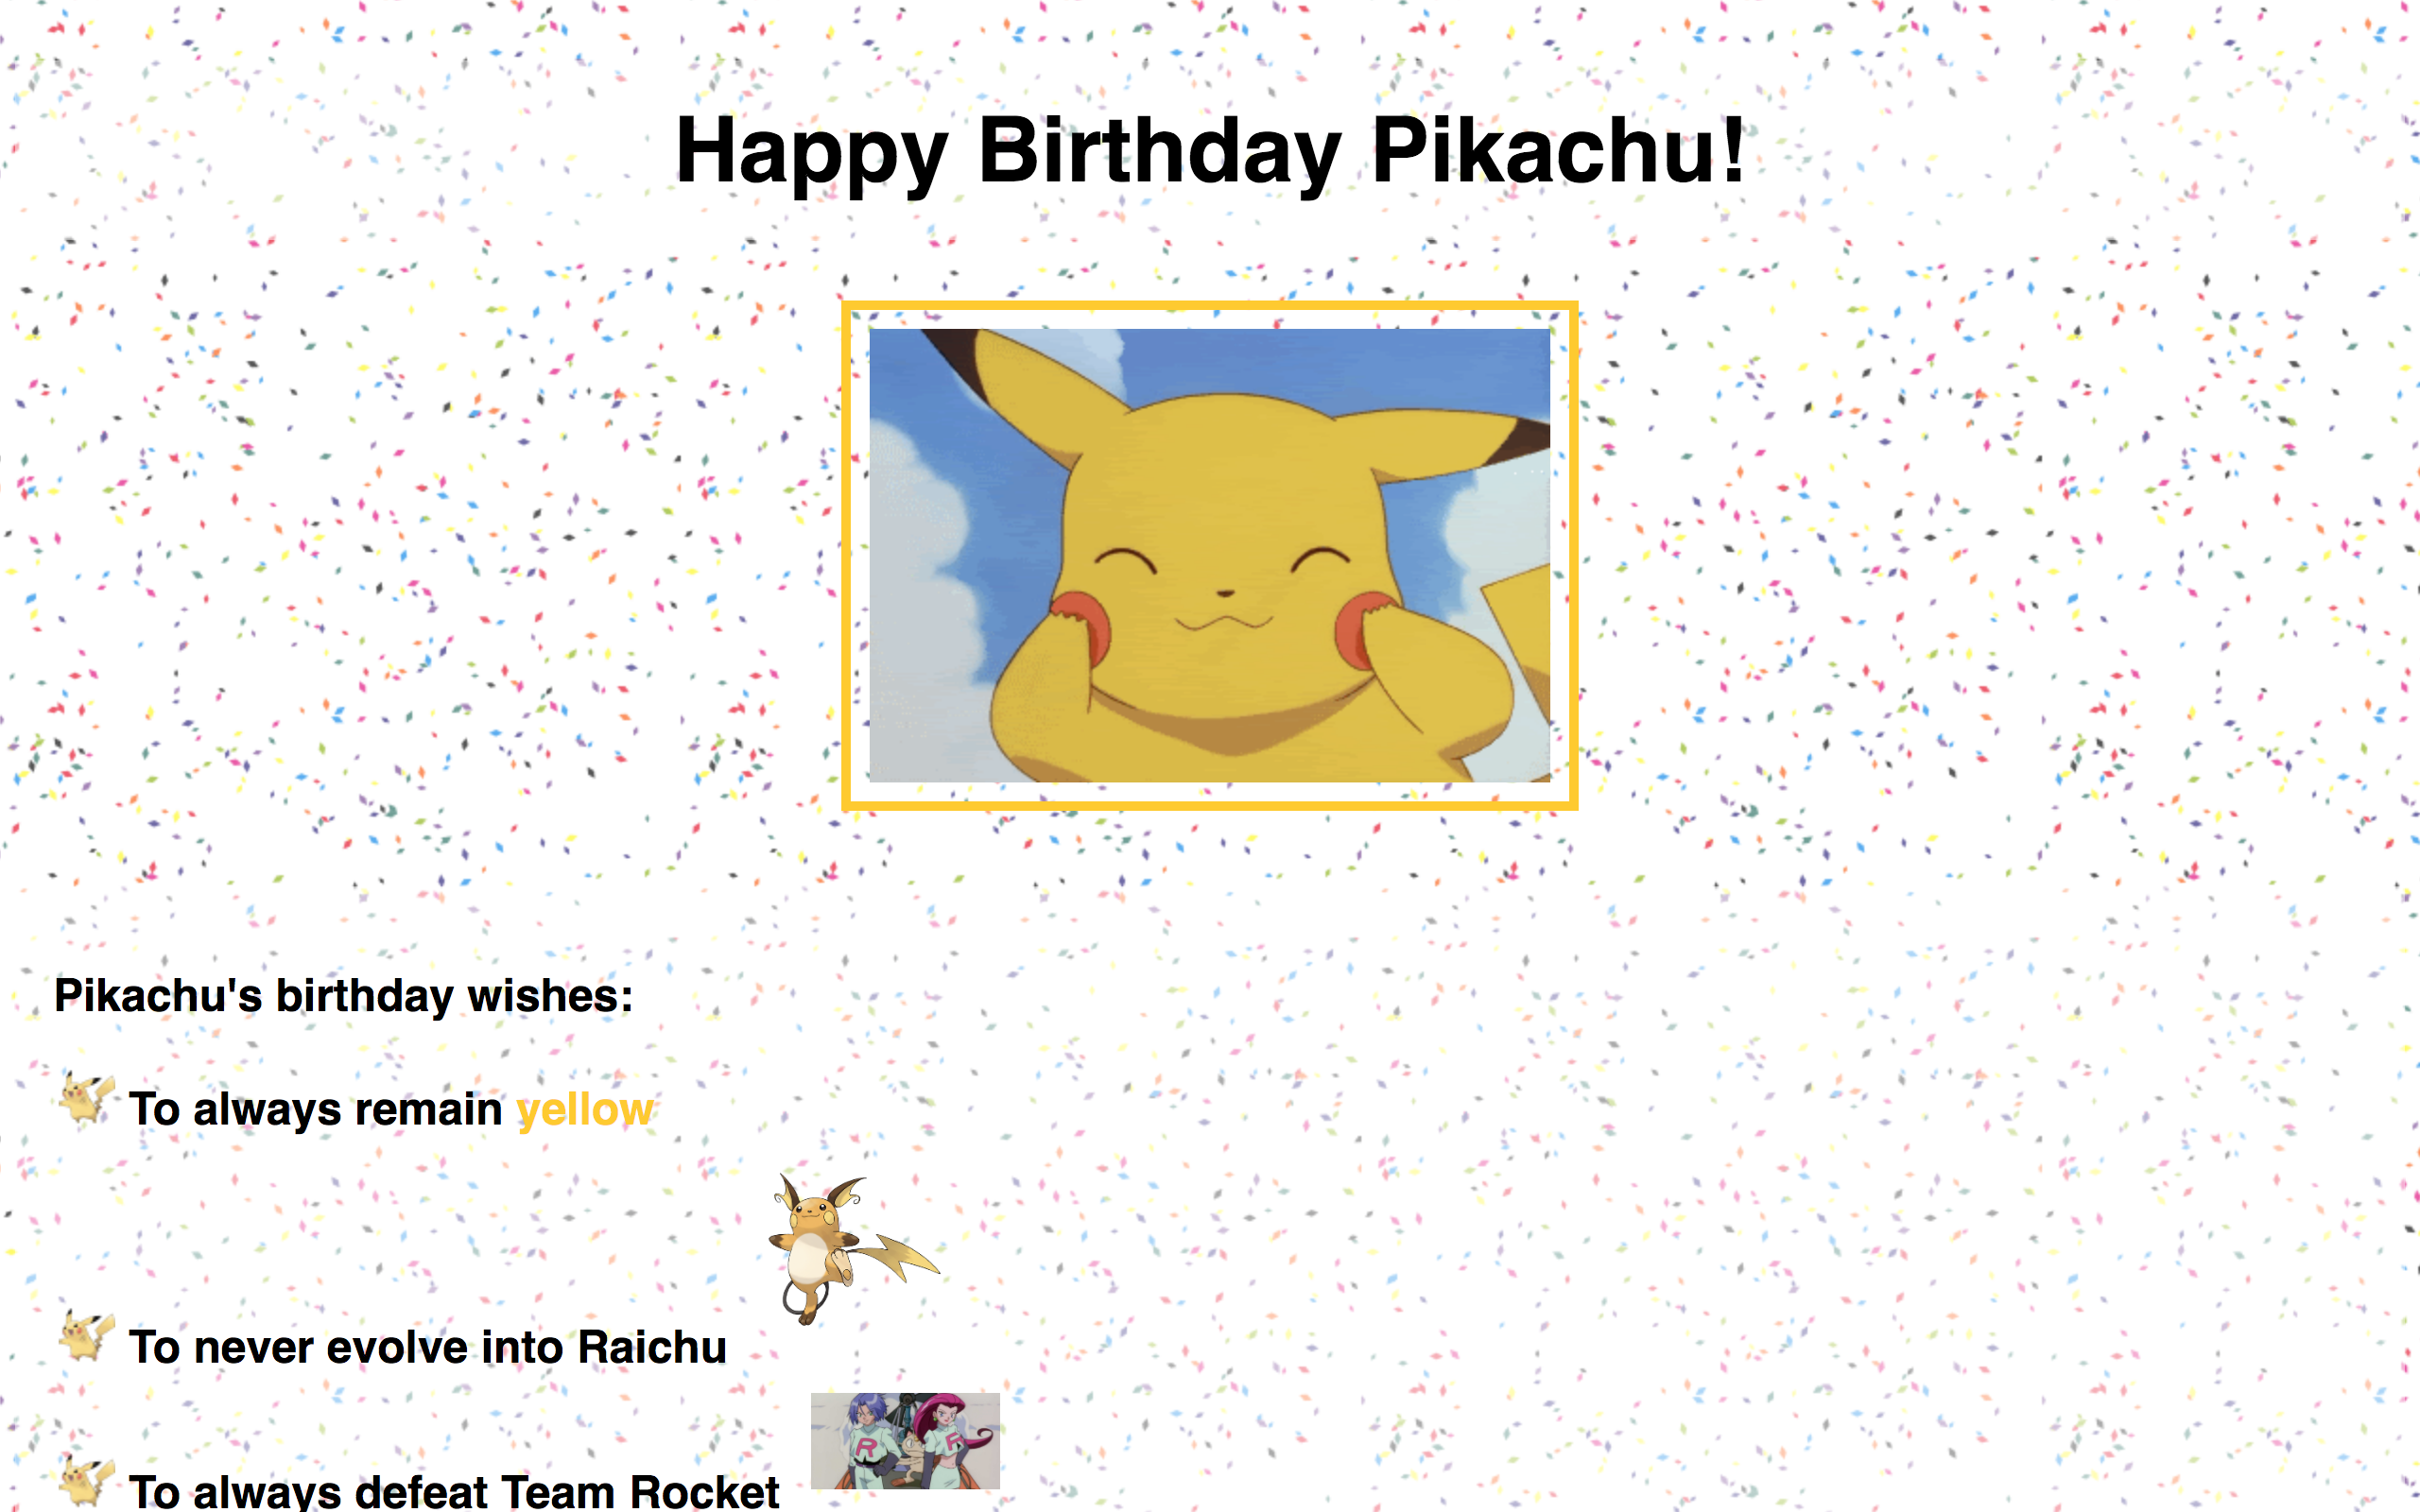 Happy Birthday Pikachu!
Pikachu's birthday wishes:
To always remain yellow
To never evolve into Raichu
To always defeat Team Rocket
R